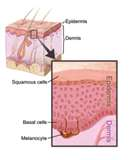 Epidermis
Dermis
Squamous cells
Basal cells
Melanocyte
Epidermis
Dermis